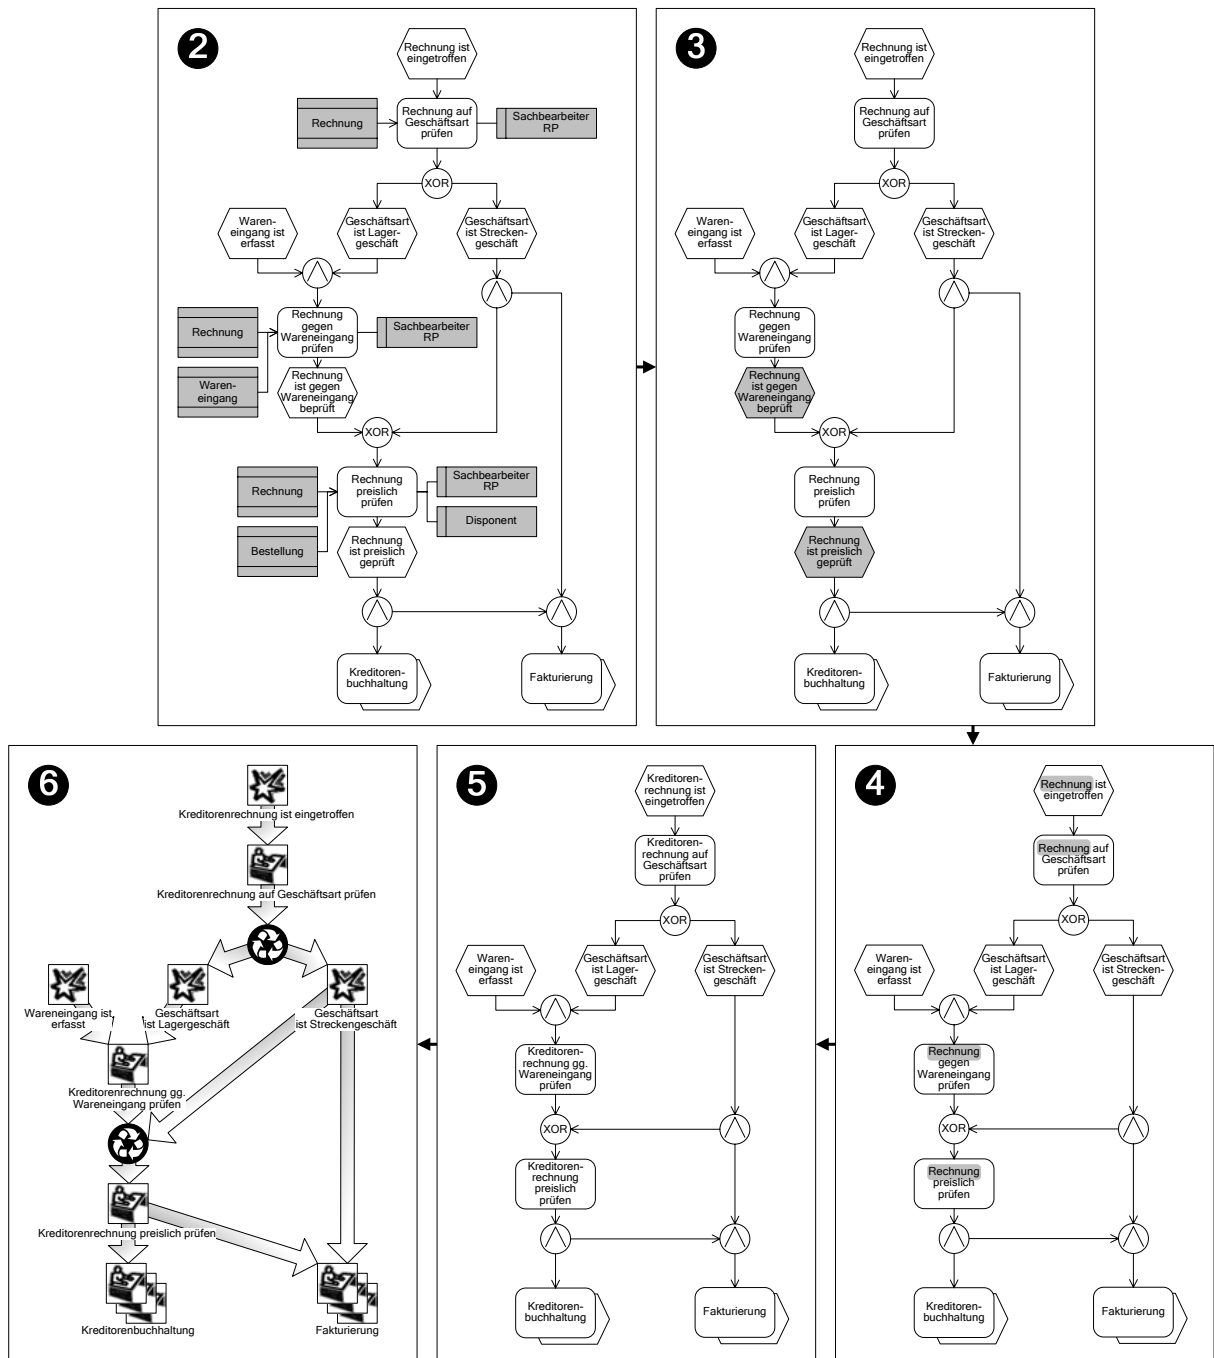 2
Rechnung ist
eingetroffen
Rechnung
Rechnung auf
Geschäftsart
prüfen
Sachbearbeiter
RP
XOR
Waren-
eingang ist
erfasst
Geschäftsart
ist Lager-
geschäft
Geschäftsart
ist Strecken-
geschäft
Rechnung
Waren-
eingang
Rechnung
gegen
Wareneingang
prüfen
Sachbearbeiter
RP
Rechnung
ist gegen
Wareneingang
beprüft
XOR
Rechnung
Bestellung
Rechnung
preislich
prüfen
Sachbearbeiter
RP
Disponent
Rechnung
ist preislich
geprüft
Kreditoren-
buchhaltung
Fakturierung
3
Rechnung ist
eingetroffen
Rechnung auf
Geschäftsart
prüfen
XOR
Waren-
eingang ist
erfasst
Geschäftsart
ist Lager-
geschäft
Geschäftsart
ist Strecken-
geschäft
Rechnung
gegen
Wareneingang
prüfen
Rechnung
ist gegen
Wareneingang
beprüft
XOR
Rechnung
preislich
prüfen
Rechnung
ist preislich
geprüft
Kreditoren-
buchhaltung
Fakturierung
6
Kreditorenrechnung ist eingetroffen
Kreditorenrechnung auf Geschäftsart prüfen
Wareneingang ist
erfasst
Geschäftsart
ist Lagergeschäft
Geschäftsart
ist Streckengeschäft
Kreditorenrechnung gg.
Wareneingang prüfen
Kreditorenrechnung preislich prüfen
Kreditorenbuchhaltung
Fakturierung
5
Kreditoren-
rechnung ist
eingetroffen
Kreditoren-
rechnung auf
Geschäftsart
prüfen
XOR
Waren-
eingang ist
erfasst
Geschäftsart
ist Lager-
geschäft
Geschäftsart
ist Strecken-
geschäft
Kreditoren-
rechnung gg.
Wareneingang
prüfen
XOR
Kreditoren-
rechnung
preislich
prüfen
Kreditoren-
buchhaltung
Fakturierung
4
Rechnung ist
eingetroffen
Rechnung auf
Geschäftsart
prüfen
XOR
Waren-
eingang ist
erfasst
Geschäftsart
ist Lager-
geschäft
Geschäftsart
ist Strecken-
geschäft
Rechnung
gegen
Wareneingang
prüfen
XOR
Rechnung
preislich
prüfen
Kreditoren-
buchhaltung
Fakturierung